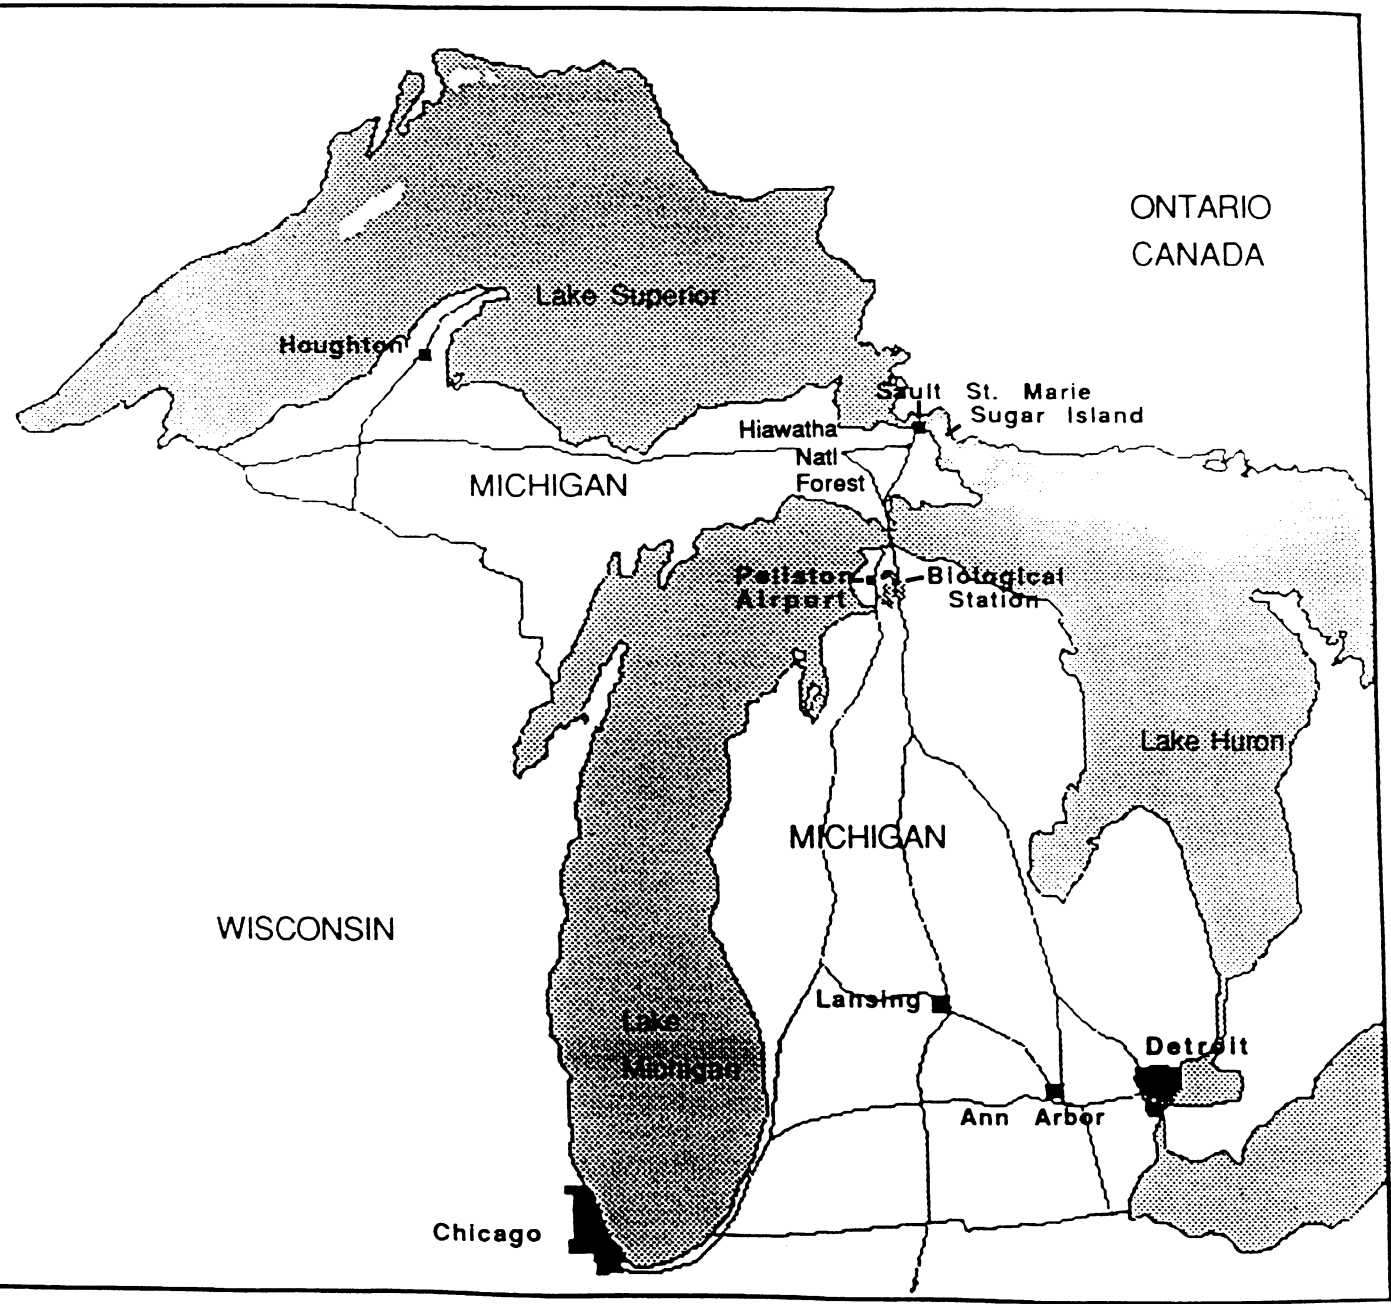 ONTARIO
CANADA
Lake Superior
Houghton
Sault St. Marie
Sugar Island
Hiawatha
Natl
Forest
MICHIGAN
Pellston
Airport
Biological
Station
Lake Huron
MICHIGAN
WISCONSIN
Lansing
Lake
Michigan
Detroit
Ann Arbor
Chicago